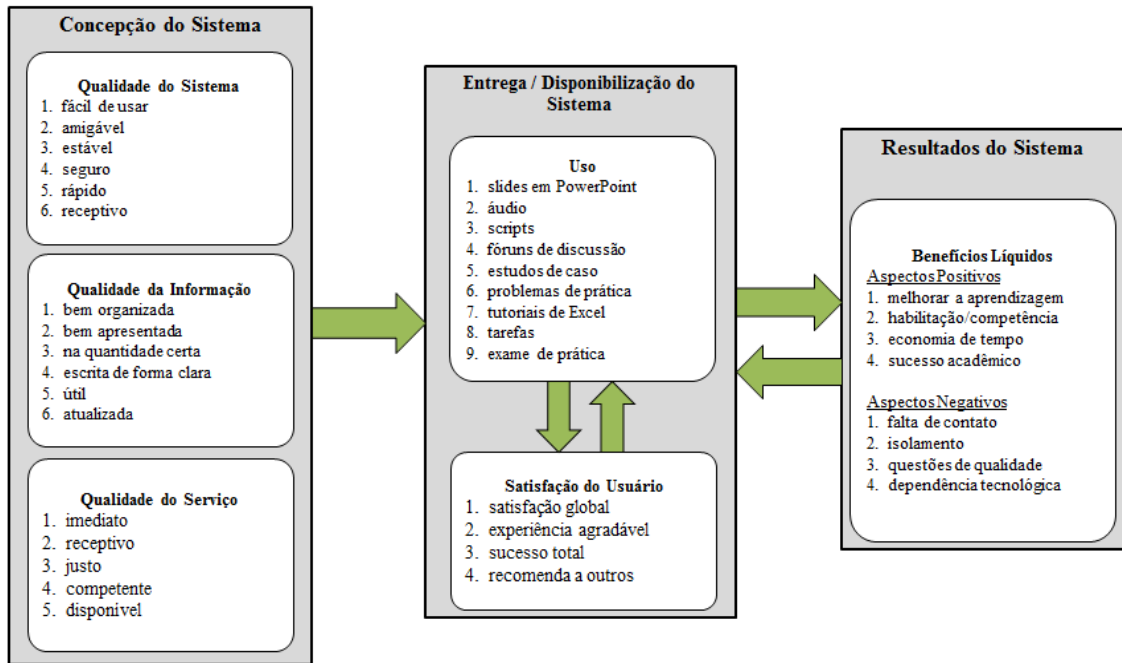 Concepção do Sistema
Qualidade do Sistema
1. fácil de usar
2. amigável
3. estável
4. seguro
5. rápido
6. receptivo
Qualidade da Informação
1. bem organizada
2. bem apresentada
3. na quantidade certa
4. escrita de forma clara
5. útil
6. atualizada
Qualidade do Serviço
1. imediato
2. receptivo
3. justo
4. competente
5. disponivel
Entrega / Disponibilização do
Sistema
Uso
1. slides em PowerPoint
2. áudio
3. scripts
4. fóruns de discussão
5. estudos de caso
6. problemas de prática
7. tutoriais de Excel
8. tarefas
9. exame de prática
Satisfação do Usuário
1. satisfação global
2. experiência agradável
3. sucesso total
4. recomenda a outros
Resultados do Sistema
Benefícios Líquidos
Aspectos Positivos
1. melhorar a aprendizagem
2. habilitação/competência
3. economia de tempo
4. sucesso acadêmico
Aspectos Negativos
1. falta de contato
2. isolamento
3. questões de qualidade
4. dependência tecnológica